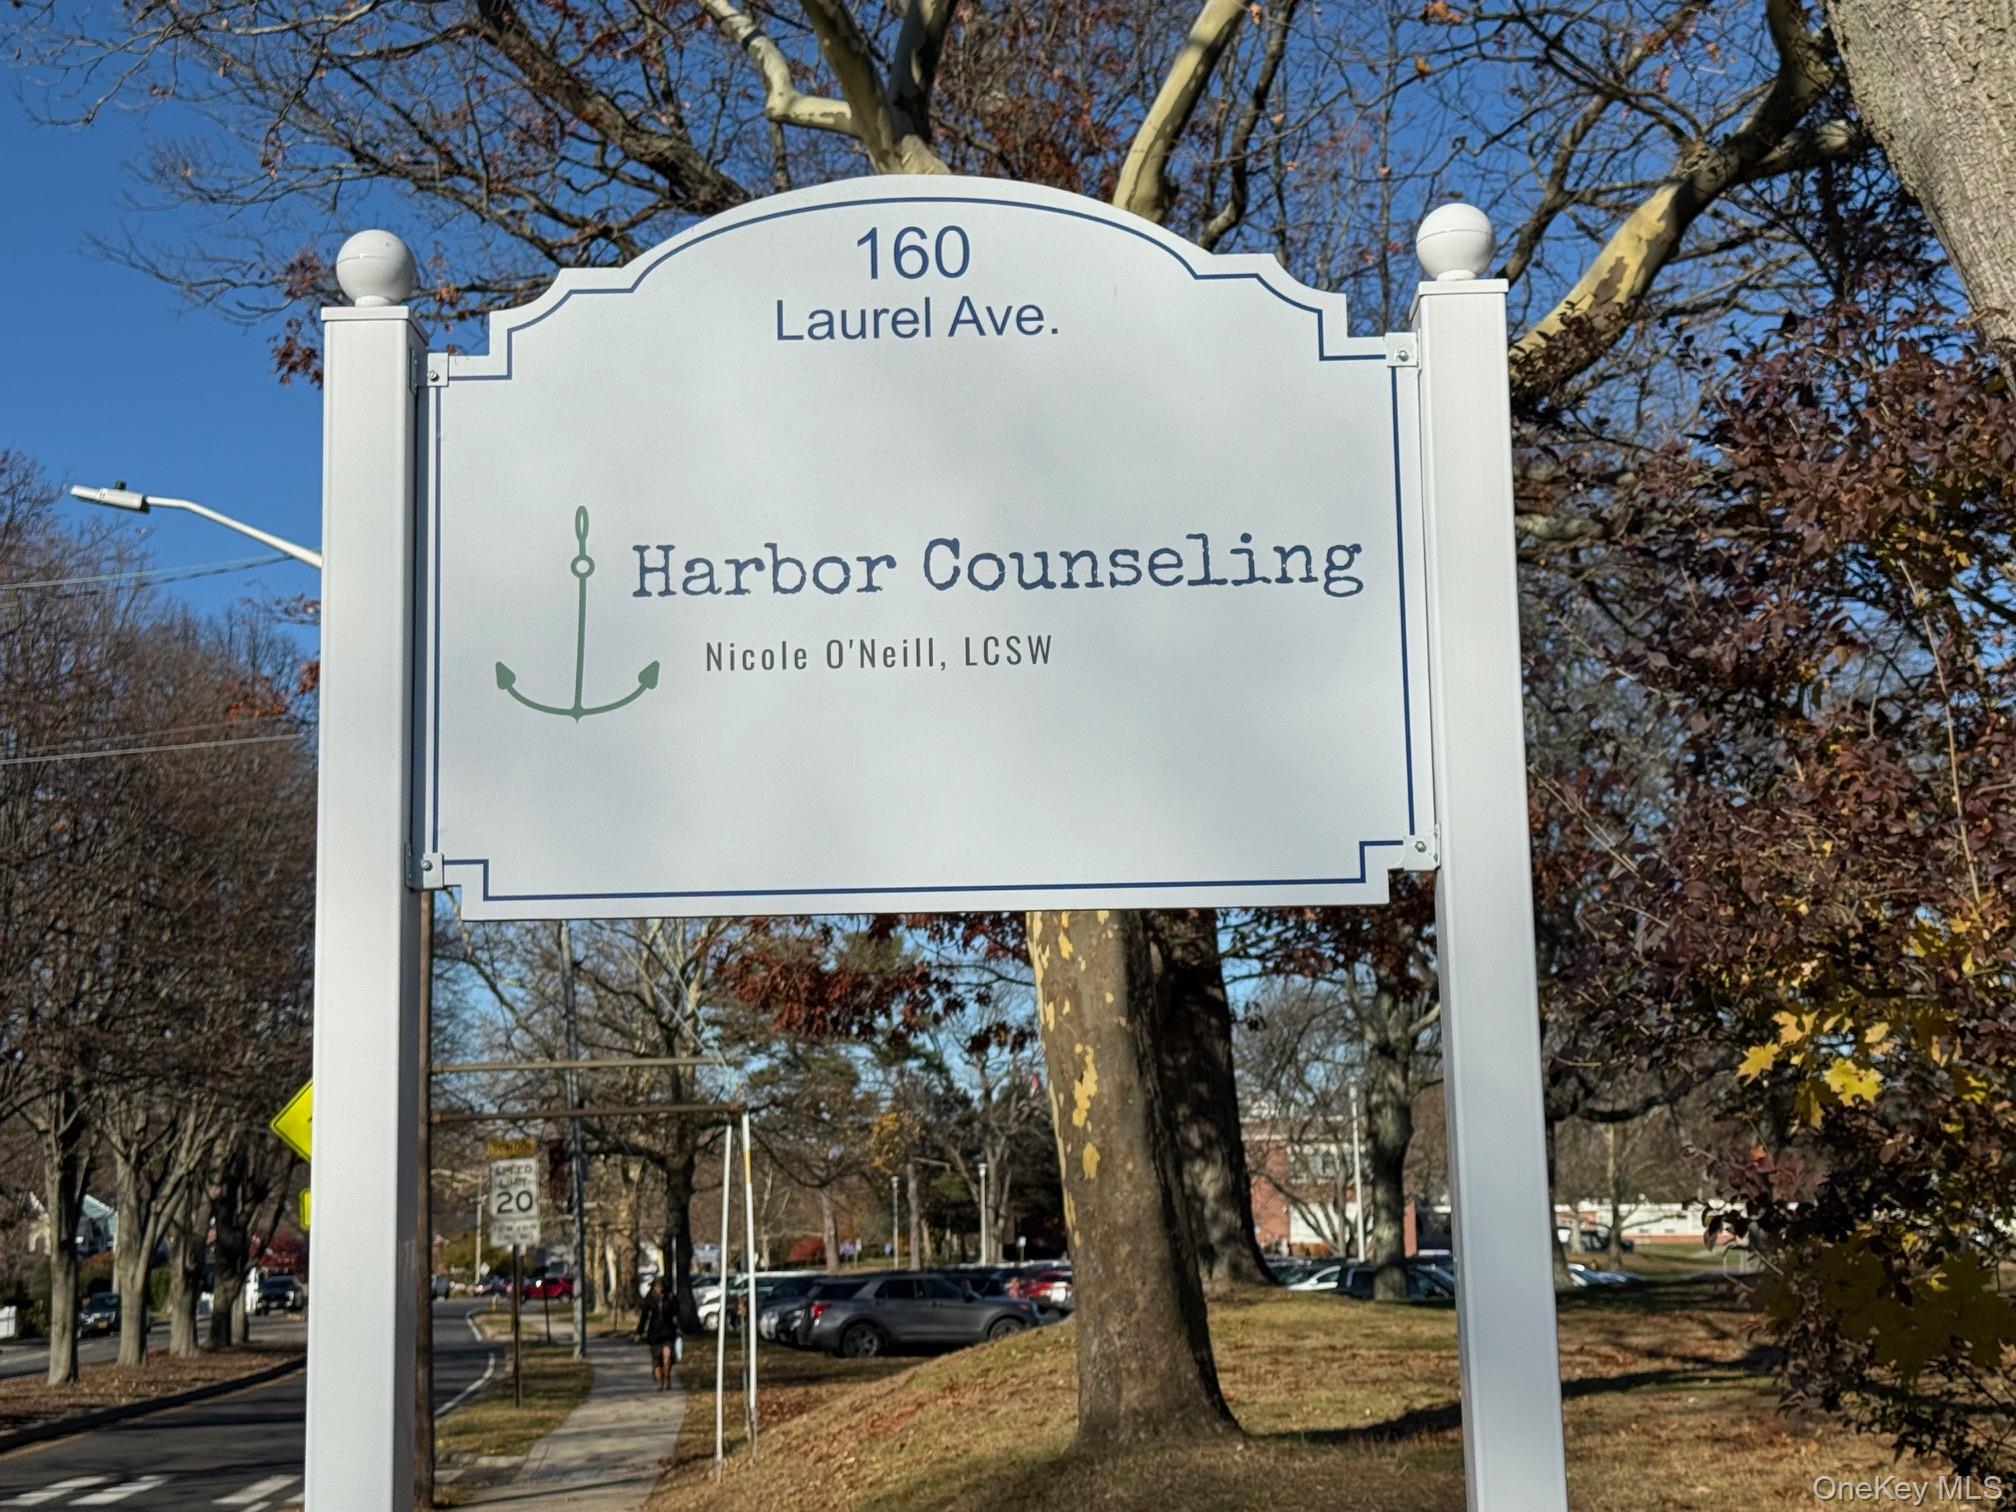 160
Laurel Ave.
Harbor Counseling
Nicole O'Neill, LCSW
SPEED
LIMIT
20
OneKey MLS